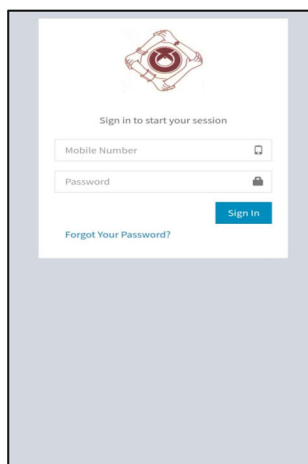 Sign in to start your session
Mobile Number
Password
Sign In
Forgot Your Password?